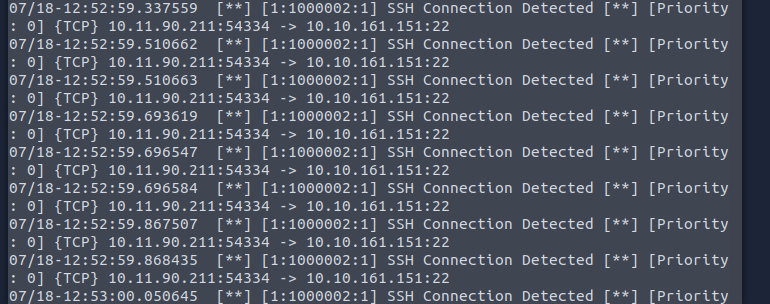 07/18-12:52:59.337559  [**] [1:1000002:1] SSH Connection Detected [**] [Priority
: 0] {TCP} 10.11.90.211:54334 -> 10.10.161.151:22
07/18-12:52:59.510662  [**] [1:1000002:1] SSH Connection Detected [**] [Priority
: 0] {TCP} 10.11.90.211:54334 -> 10.10.161.151:22
07/18-12:52:59.510663  [**] [1:1000002:1] SSH Connection Detected [**] [Priority
: 0] {TCP} 10.11.90.211:54334 -> 10.10.161.151:22
07/18-12:52:59.693619  [**] [1:1000002:1] SSH Connection Detected [**] [Priority
: 0] {TCP} 10.11.90.211:54334 -> 10.10.161.151:22
07/18-12:52:59.696547  [**] [1:1000002:1] SSH Connection Detected [**] [Priority
: 0] {TCP} 10.11.90.211:54334 -> 10.10.161.151:22
07/18-12:52:59.696584  [**] [1:1000002:1] SSH Connection Detected [**] [Priority
: 0] {TCP} 10.11.90.211:54334 -> 10.10.161.151:22
07/18-12:52:59.867507  [**] [1:1000002:1] SSH Connection Detected [**] [Priority
: 0] {TCP} 10.11.90.211:54334 -> 10.10.161.151:22
07/18-12:52:59.868435  [**] [1:1000002:1] SSH Connection Detected [**] [Priority
: 0] {TCP} 10.11.90.211:54334 -> 10.10.161.151:22
07/18-12:53:00.050645  [**] [1:1000002:1] SSH Connection Detected [**] [Priority